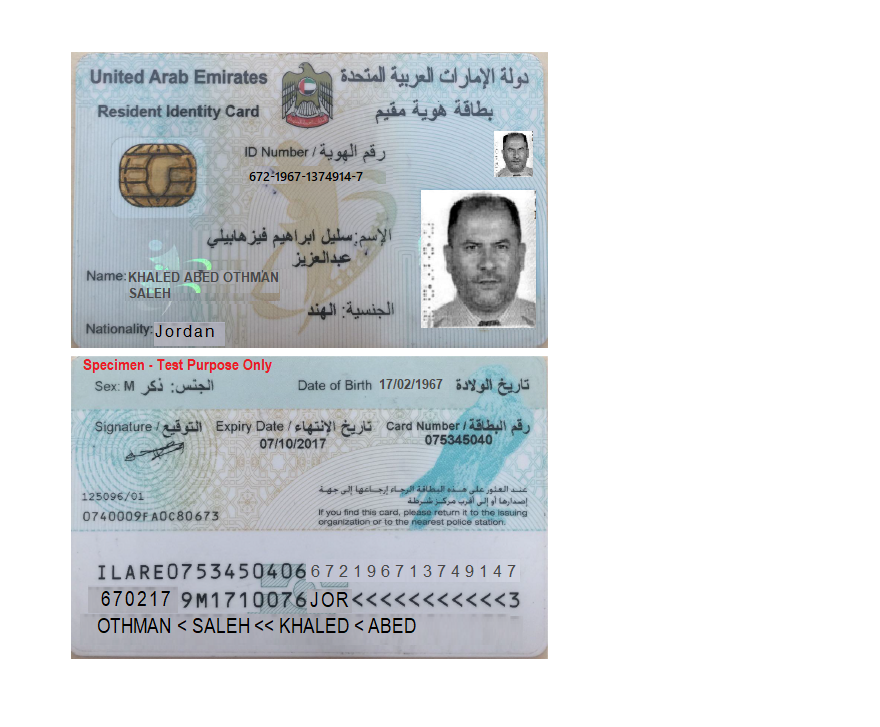 United Arab Emirates دولة الإمارات العربية المتحدة
Resident Identity Card بطاقة هوية مقيم
ID Number / رقم الهوية
672-1967-1374914-7
الإسم: سليل ابراهيم فيزهابيلي
عبدالعزيز
Name: KHALED ABED OTHMAN
SALEH
الجنسية: الهند
Nationality: Jordan
Specimen - Test Purpose Only
Sex: M الجنس: ذكر Date of Birth 17/02/1967 تاريخ الولادة
Signature / التوقيع Expiry Date / تاريخ الإنتهاء Card Number / رقم البطاقة
07/10/2017 075345040
عند العثور على هذه البطاقة الرجاء إرجاعها إلى جهة
إصدارها أو إلى أقرب مركز شرطة
125096/01
If you find this card, please return it to the issuing
0740009FA0C80673
organization or to the nearest police station.
ILARE0753450406672196713749147
670217 9M1710076JOR<<<<<<<<<<<3
OTHMAN < SALEH << KHALED < ABED